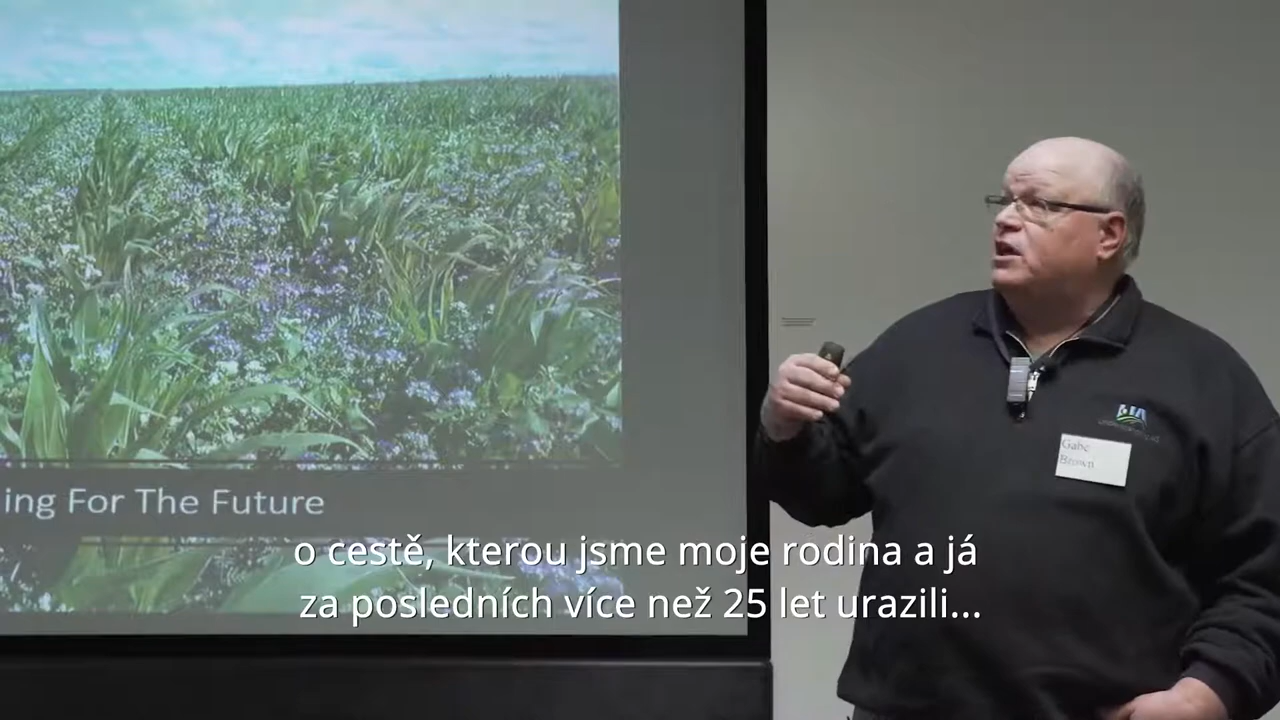 ing For The Future
Gabe
Brown
o cestě, kterou jsme moje rodina a já
za posledních více než 25 let urazili...